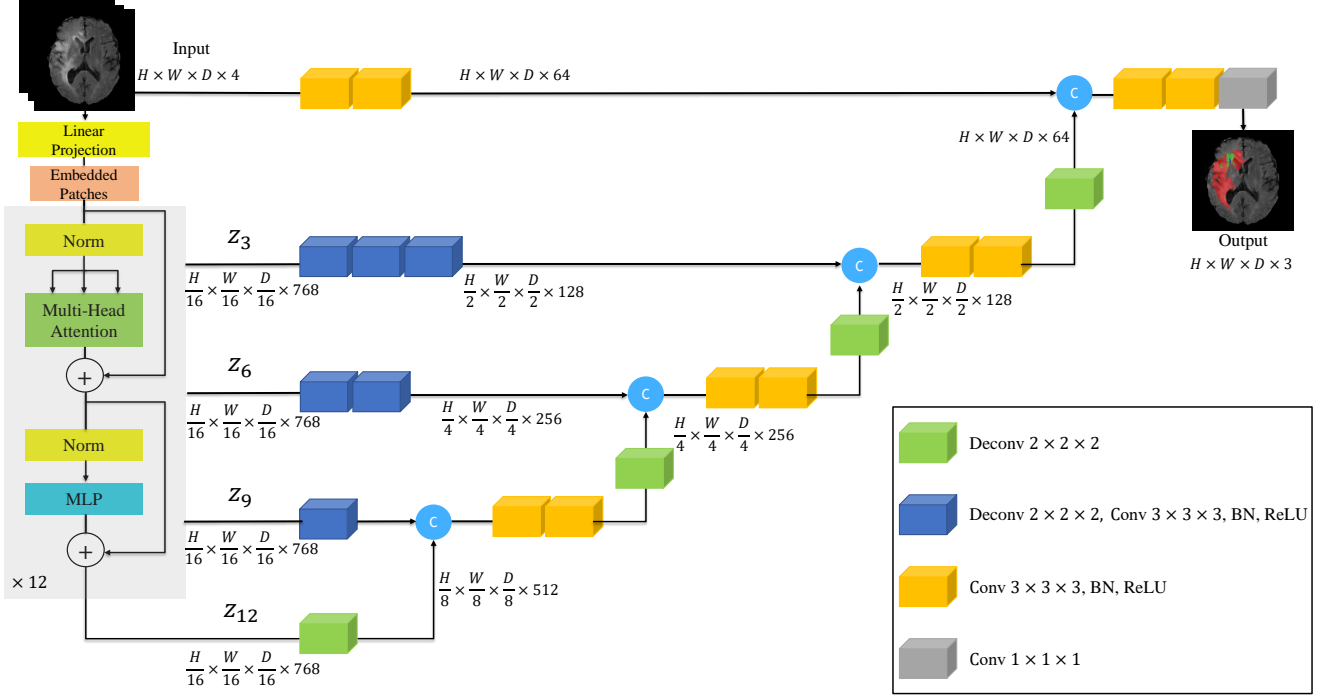 Input
H × W × D × 4
H × W × D × 64
C
H × W × D × 64
Linear
Projection
Embedded
Patches
Norm
Multi-Head
Attention
+
Norm
MLP
+
× 12
z₃
H/16 × W/16 × D/16 × 768
H/2 × W/2 × D/2 × 128
C
H/2 × W/2 × D/2 × 128
Output
H × W × D × 3
z₆
H/16 × W/16 × D/16 × 768
H/4 × W/4 × D/4 × 256
C
H/4 × W/4 × D/4 × 256
z₉
H/16 × W/16 × D/16 × 768
C
H/8 × W/8 × D/8 × 512
z₁₂
H/16 × W/16 × D/16 × 768
Deconv 2 × 2 × 2
Deconv 2 × 2 × 2, Conv 3 × 3 × 3, BN, ReLU
Conv 3 × 3 × 3, BN, ReLU
Conv 1 × 1 × 1